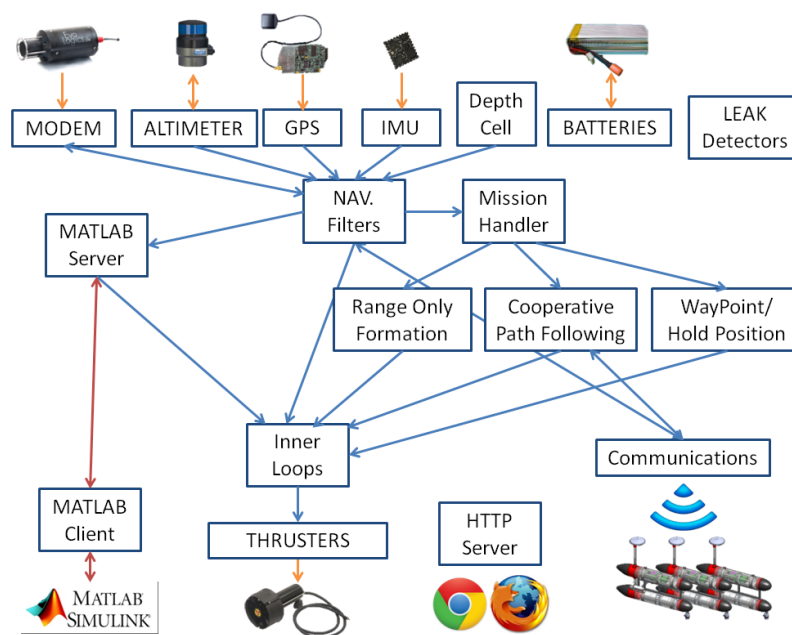 MODEM
ALTIMETER
GPS
IMU
Depth
Cell
BATTERIES
LEAK
Detectors
NAV.
Filters
Mission
Handler
MATLAB
Server
Range Only
Formation
Cooperative
Path Following
WayPoint/
Hold Position
Inner
Loops
Communications
MATLAB
Client
THRUSTERS
HTTP
Server
MATLAB
SIMULINK